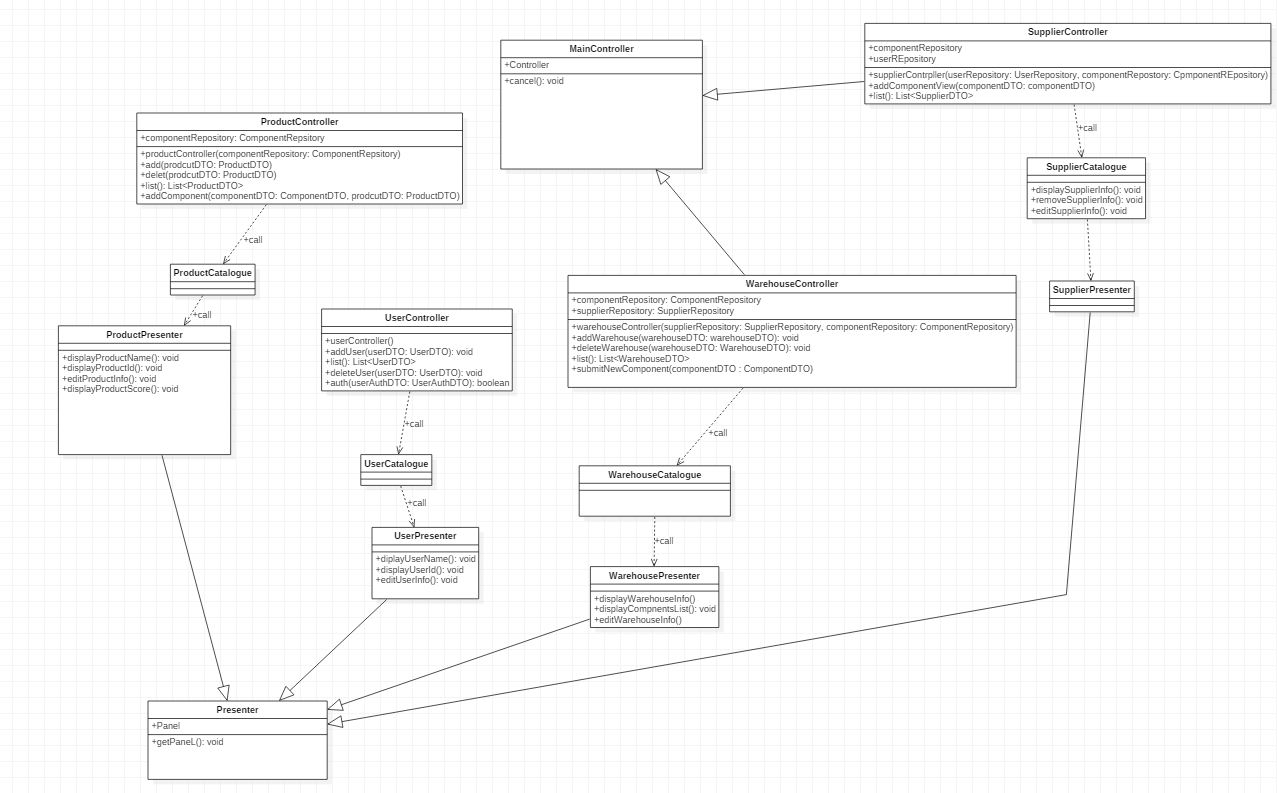 MainController
+Controller
+cancel(): void
SupplierController
+componentRepository
+userREpository
+supplierContrpller(userRepository: UserRepository, componentRepostory: CpmponentREpository)
+addComponentView(componentDTO: componentDTO)
+list(): List<SupplierDTO>
+call
SupplierCatalogue
+displaySupplierInfo(): void
+removeSupplierInfo(): void
+editSupplierInfo(): void
SupplierPresenter
ProductController
+componentRepository: ComponentRepsitory
+productController(componentRepository: ComponentRepsitory)
+add(prodcutDTO: ProductDTO)
+delet(prodcutDTO: ProductDTO)
+list(): List<ProductDTO>
+addComponent(componentDTO: ComponentDTO, prodcutDTO: ProductDTO)
+call
ProductCatalogue
+call
ProductPresenter
+displayProductName(): void
+displayProductId(): void
+editProductInfo(): void
+displayProductScore(): void
UserController
+userController()
+addUser(userDTO: UserDTO): void
+list(): List<UserDTO>
+deleteUser(userDTO: UserDTO): void
+auth(userAuthDTO: UserAuthDTO): boolean
+call
UserCatalogue
+call
UserPresenter
+diplayUserName(): void
+displayUserId(): void
+editUserInfo(): void
WarehouseController
+componentRepository: ComponentRepository
+supplierRepository: SupplierRepository
+warehouseController(supplierRepository: SupplierRepository, componentRepository: ComponentRepository)
+addWarehouse(warehouseDTO: warehouseDTO): void
+deleteWarehouse(warehouseDTO: WarehouseDTO): void
+list(): List<WarehouseDTO>
+submitNewComponent(componentDTO : ComponentDTO)
+call
WarehouseCatalogue
+call
WarehousePresenter
+displayWarehouseInfo()
+displayCompnentsList(): void
+editWarehouseInfo()
Presenter
+Panel
+getPaneL(): void